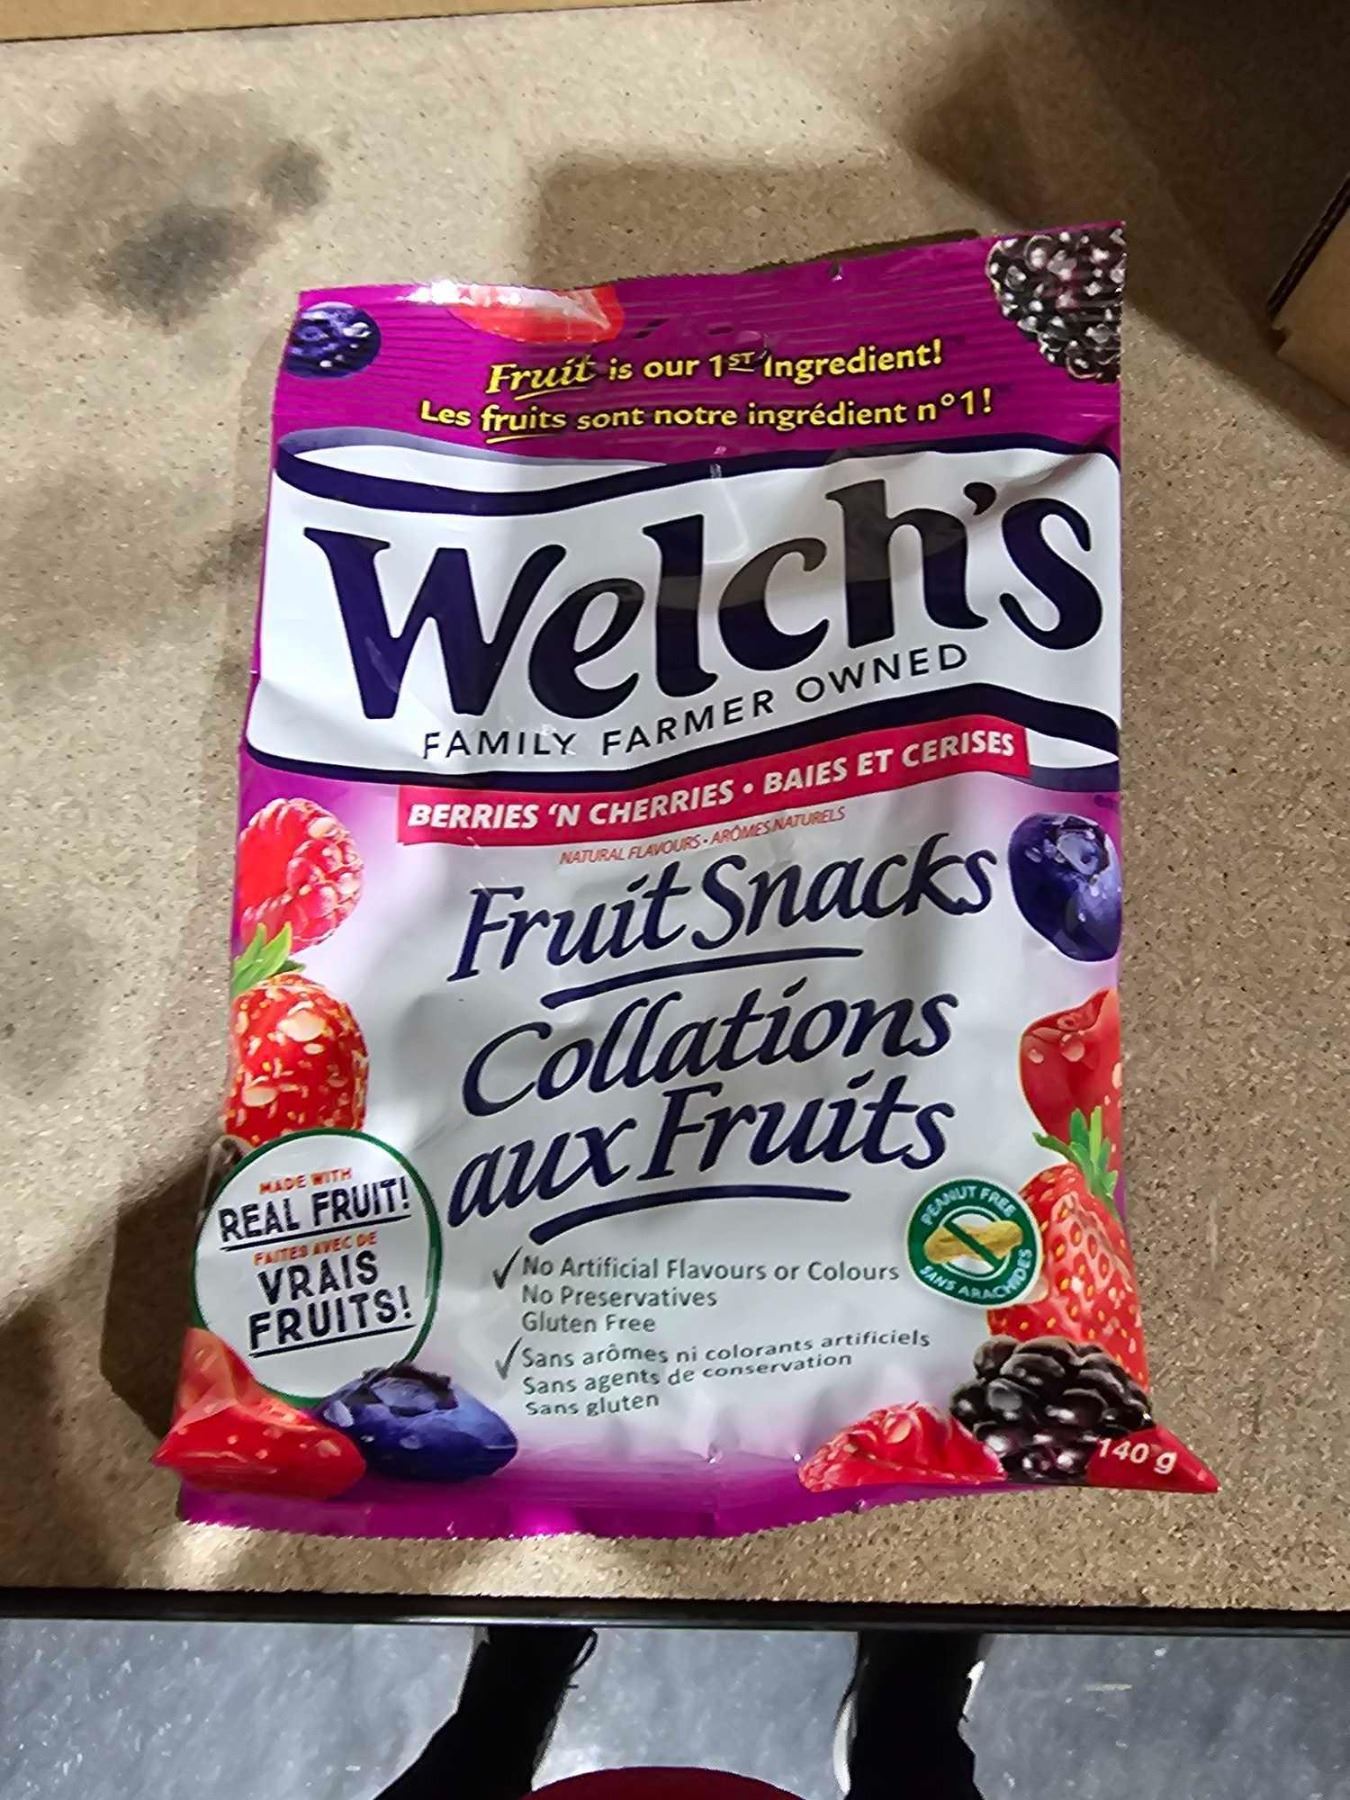 Fruit is our 1ST Ingredient!
Les fruits sont notre ingrédient n°1!
Welch's
FAMILY FARMER OWNED
BERRIES 'N CHERRIES • BAIES ET CERISES
NATURAL FLAVOURS • ARÔMES NATURELS
Fruit Snacks
Collations
aux Fruits
MADE WITH
REAL FRUIT!
FAITES AVEC DE
VRAIS
FRUITS!
PEANUT FREE
SANS ARACHIDES
✓ No Artificial Flavours or Colours
No Preservatives
Gluten Free
✓ Sans arômes ni colorants artificiels
Sans agents de conservation
Sans gluten
140 g